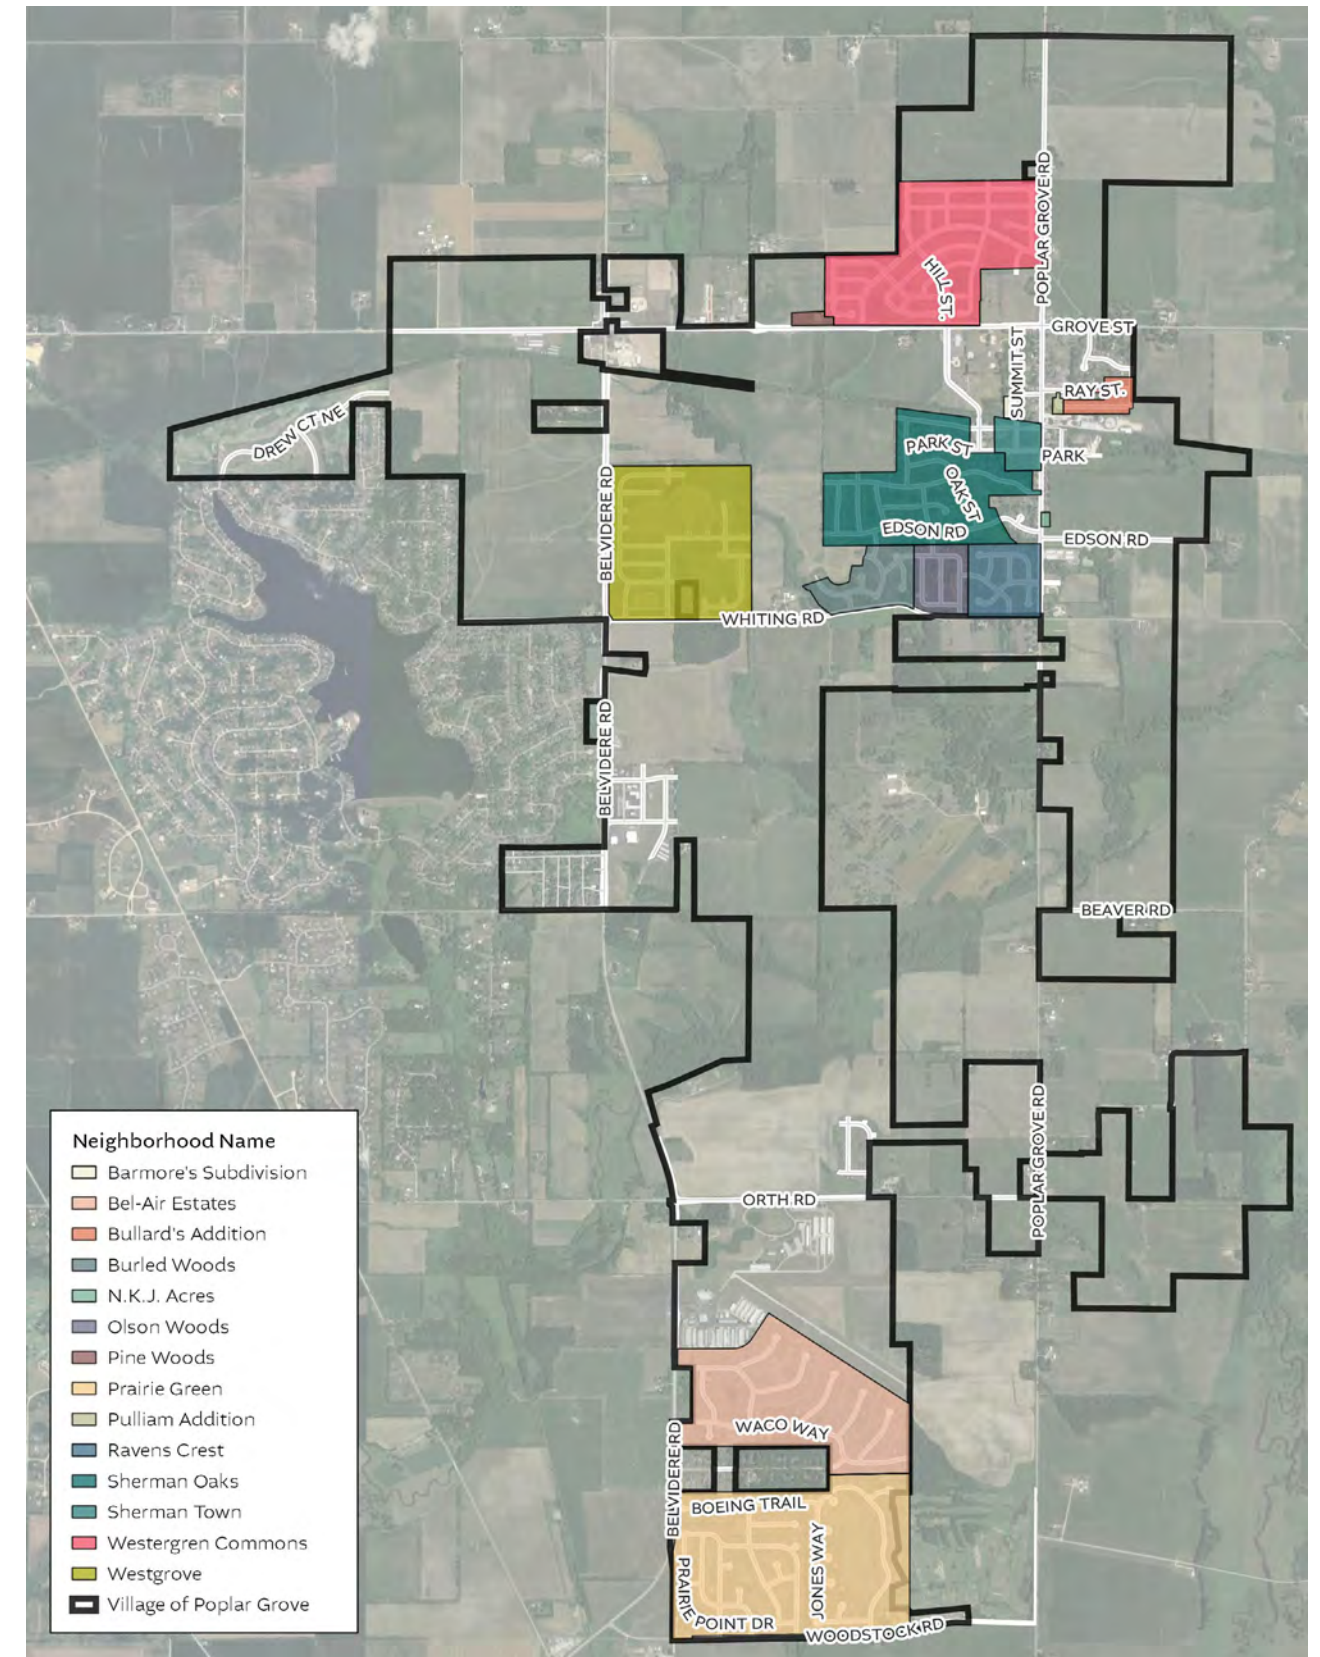 POPLAR GROVE RD
HILL ST.
GROVE ST
SUMMIT ST
RAY ST.
DREW CT NE
PARK ST
PARK
OAK ST
BELVIDERE RD
EDSON RD
EDSON RD
WHITING RD
BELVIDERE RD
BEAVER RD
POPLAR GROVE RD
ORTH RD
WACO WAY
BELVIDERE RD
BOEING TRAIL
JONES WAY
PRAIRIE
POINT DR
WOODSTOCK RD
Neighborhood Name
Barmore's Subdivision
Bel-Air Estates
Bullard's Addition
Burled Woods
N.K.J. Acres
Olson Woods
Pine Woods
Prairie Green
Pulliam Addition
Ravens Crest
Sherman Oaks
Sherman Town
Westergren Commons
Westgrove
Village of Poplar Grove